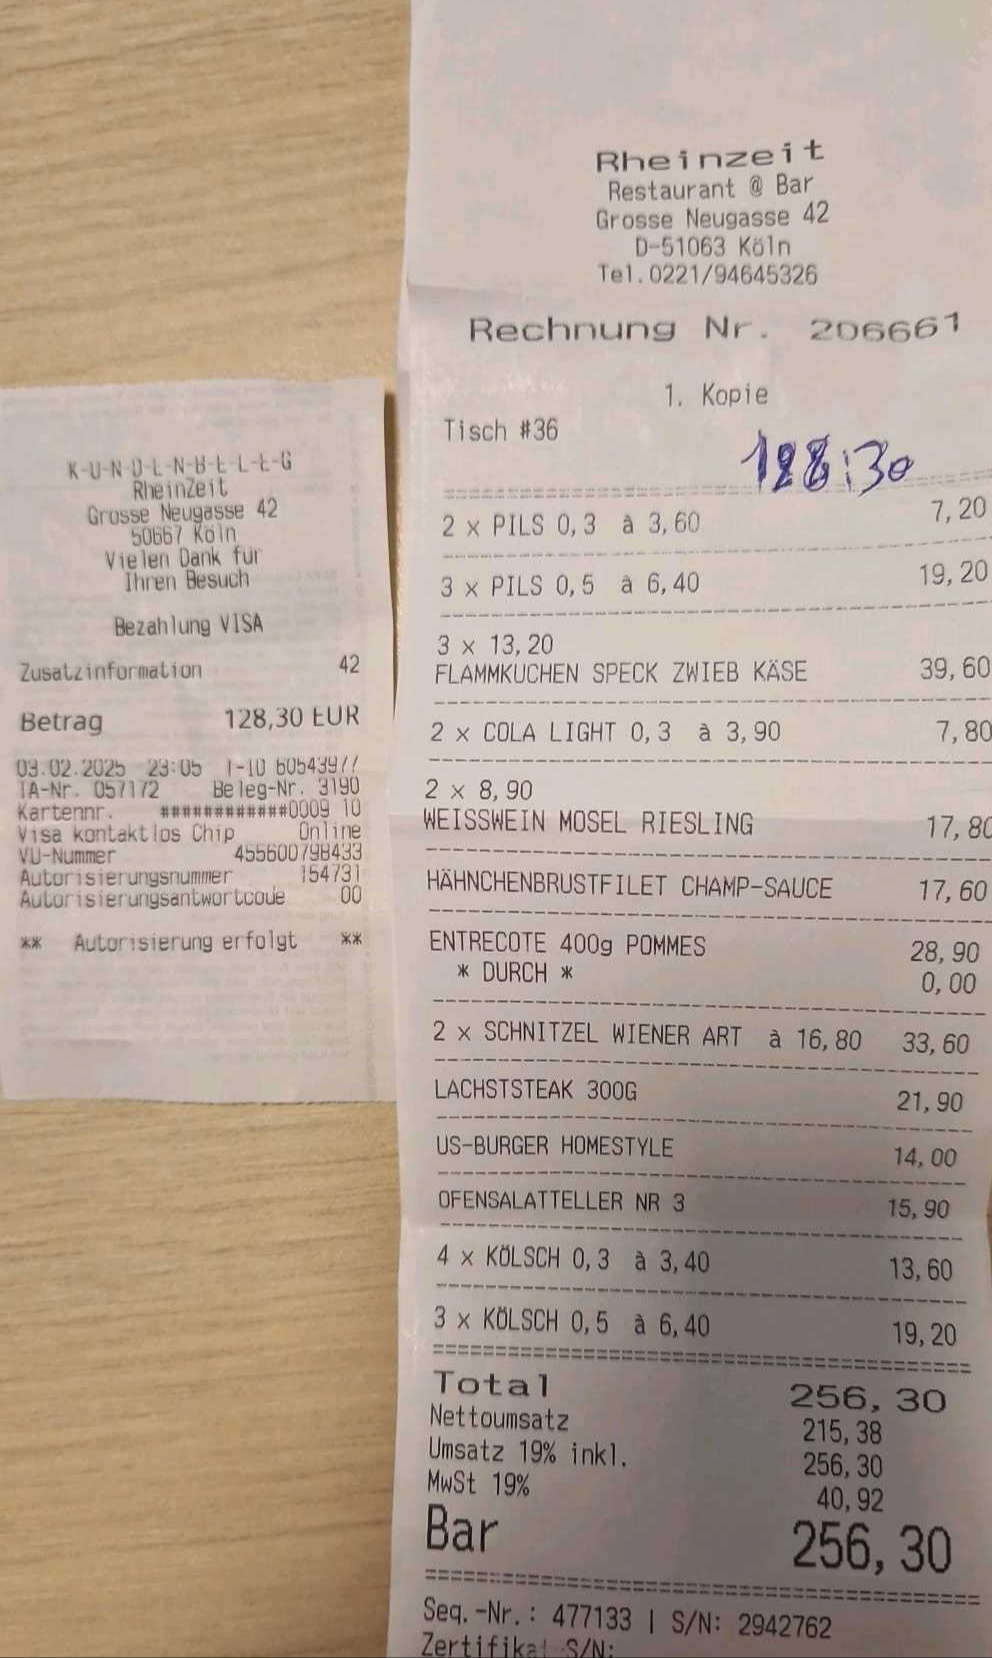 K-U-N-D-E-N-B-E-L-E-G
RheinZeit
Grosse Neugasse 42
50667 Köln
Vielen Dank für
Ihren Besuch
Bezahlung VISA
Zusatzinformation 42
Betrag 128,30 EUR
09.02.2025 23:05 T-ID 60543977
TA-Nr. 057172 Beleg-Nr. 3190
Kartennr. ############0009 10
Visa kontaktlos Chip Online
VU-Nummer 455600798433
Autorisierungsnummer 154731
Autorisierungsantwortcode 00
** Autorisierung erfolgt **
Rheinzeit
Restaurant @ Bar
Grosse Neugasse 42
D-51063 Köln
Tel.0221/94645326
Rechnung Nr. 206661
1. Kopie
Tisch #36
128:30
2 x PILS 0,3 à 3,60 7,20
3 x PILS 0,5 à 6,40 19,20
3 x 13,20
FLAMMKUCHEN SPECK ZWIEB KÄSE 39,60
2 x COLA LIGHT 0,3 à 3,90 7,80
2 x 8,90
WEISSWEIN MOSEL RIESLING 17,80
HÄHNCHENBRUSTFILET CHAMP-SAUCE 17,60
ENTRECOTE 400g POMMES 28,90
* DURCH * 0,00
2 x SCHNITZEL WIENER ART à 16,80 33,60
LACHSTSTEAK 300G 21,90
US-BURGER HOMESTYLE 14,00
OFENSALATTELLER NR 3 15,90
4 x KÖLSCH 0,3 à 3,40 13,60
3 x KÖLSCH 0,5 à 6,40 19,20
Total 256,30
Nettoumsatz 215,38
Umsatz 19% inkl. 256,30
MwSt 19% 40,92
Bar 256,30
Seq.-Nr.: 477133 | S/N: 2942762
Zertifikat S/N: